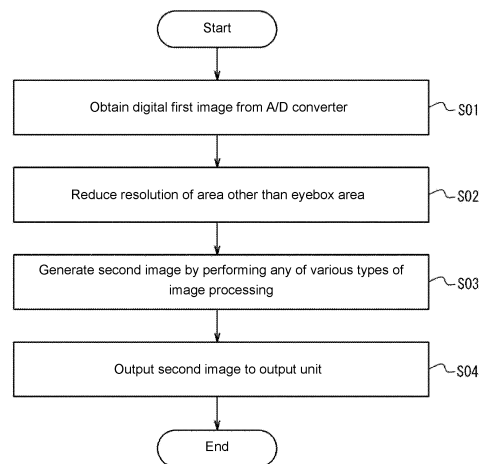 Start
Obtain digital first image from A/D converter
S01
Reduce resolution of area other than eyebox area
S02
Generate second image by performing any of various types of
image processing
S03
Output second image to output unit
S04
End